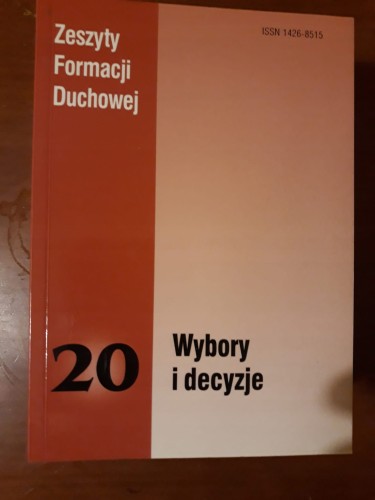 Zeszyty
Formacji
Duchowej
ISSN 1426-8515
20
Wybory
i decyzje